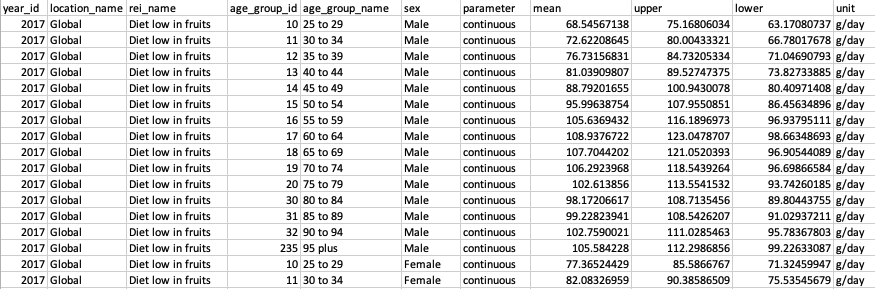 year_id location_name rei_name age_group_id age_group_name sex parameter mean upper lower unit
2017 Global Diet low in fruits 10 25 to 29 Male continuous 68.54567138 75.16806034 63.17080737 g/day
2017 Global Diet low in fruits 11 30 to 34 Male continuous 72.62208645 80.00433321 66.78017678 g/day
2017 Global Diet low in fruits 12 35 to 39 Male continuous 76.73156831 84.73205334 71.04690793 g/day
2017 Global Diet low in fruits 13 40 to 44 Male continuous 81.03909807 89.52747375 73.82733885 g/day
2017 Global Diet low in fruits 14 45 to 49 Male continuous 88.79201655 100.9430078 80.40971408 g/day
2017 Global Diet low in fruits 15 50 to 54 Male continuous 95.99638754 107.9550851 86.45634896 g/day
2017 Global Diet low in fruits 16 55 to 59 Male continuous 105.6369432 116.1896973 96.93795111 g/day
2017 Global Diet low in fruits 17 60 to 64 Male continuous 108.9376722 123.0478707 98.66348693 g/day
2017 Global Diet low in fruits 18 65 to 69 Male continuous 107.7044202 121.0520393 96.90544089 g/day
2017 Global Diet low in fruits 19 70 to 74 Male continuous 106.2923968 118.5439264 96.69866584 g/day
2017 Global Diet low in fruits 20 75 to 79 Male continuous 102.613856 113.5541532 93.74260185 g/day
2017 Global Diet low in fruits 30 80 to 84 Male continuous 98.17206617 108.7135456 89.80443755 g/day
2017 Global Diet low in fruits 31 85 to 89 Male continuous 99.22823941 108.5426207 91.02937211 g/day
2017 Global Diet low in fruits 32 90 to 94 Male continuous 102.7590021 111.0285463 95.78367803 g/day
2017 Global Diet low in fruits 235 95 plus Male continuous 105.584228 112.2986856 99.22633087 g/day
2017 Global Diet low in fruits 10 25 to 29 Female continuous 77.36524429 85.5866767 71.32459947 g/day
2017 Global Diet low in fruits 11 30 to 34 Female continuous 82.08326959 90.38586509 75.53545679 g/day